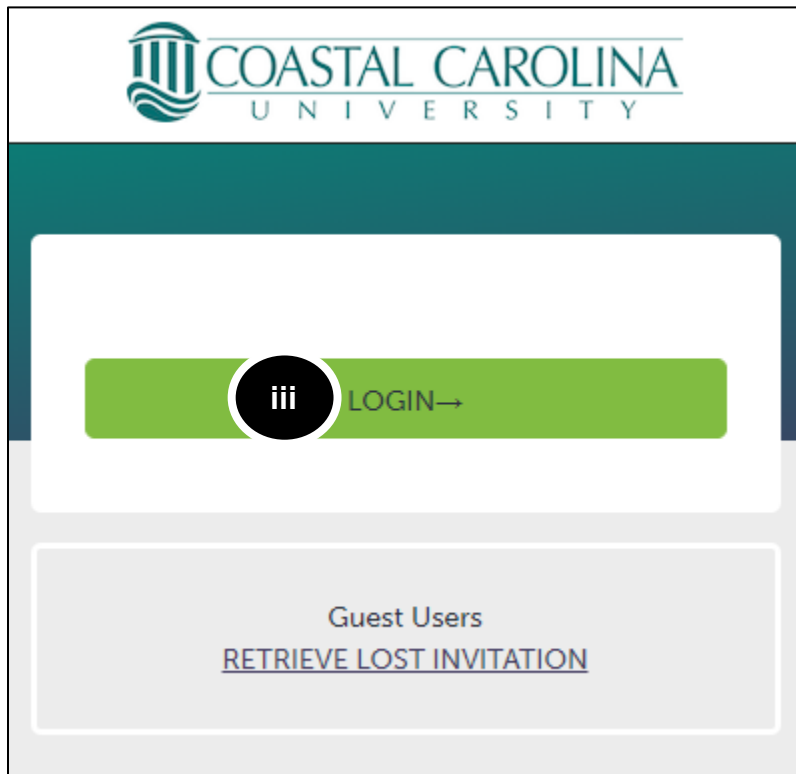 COASTAL CAROLINA
UNIVERSITY
iii LOGIN→
Guest Users
RETRIEVE LOST INVITATION